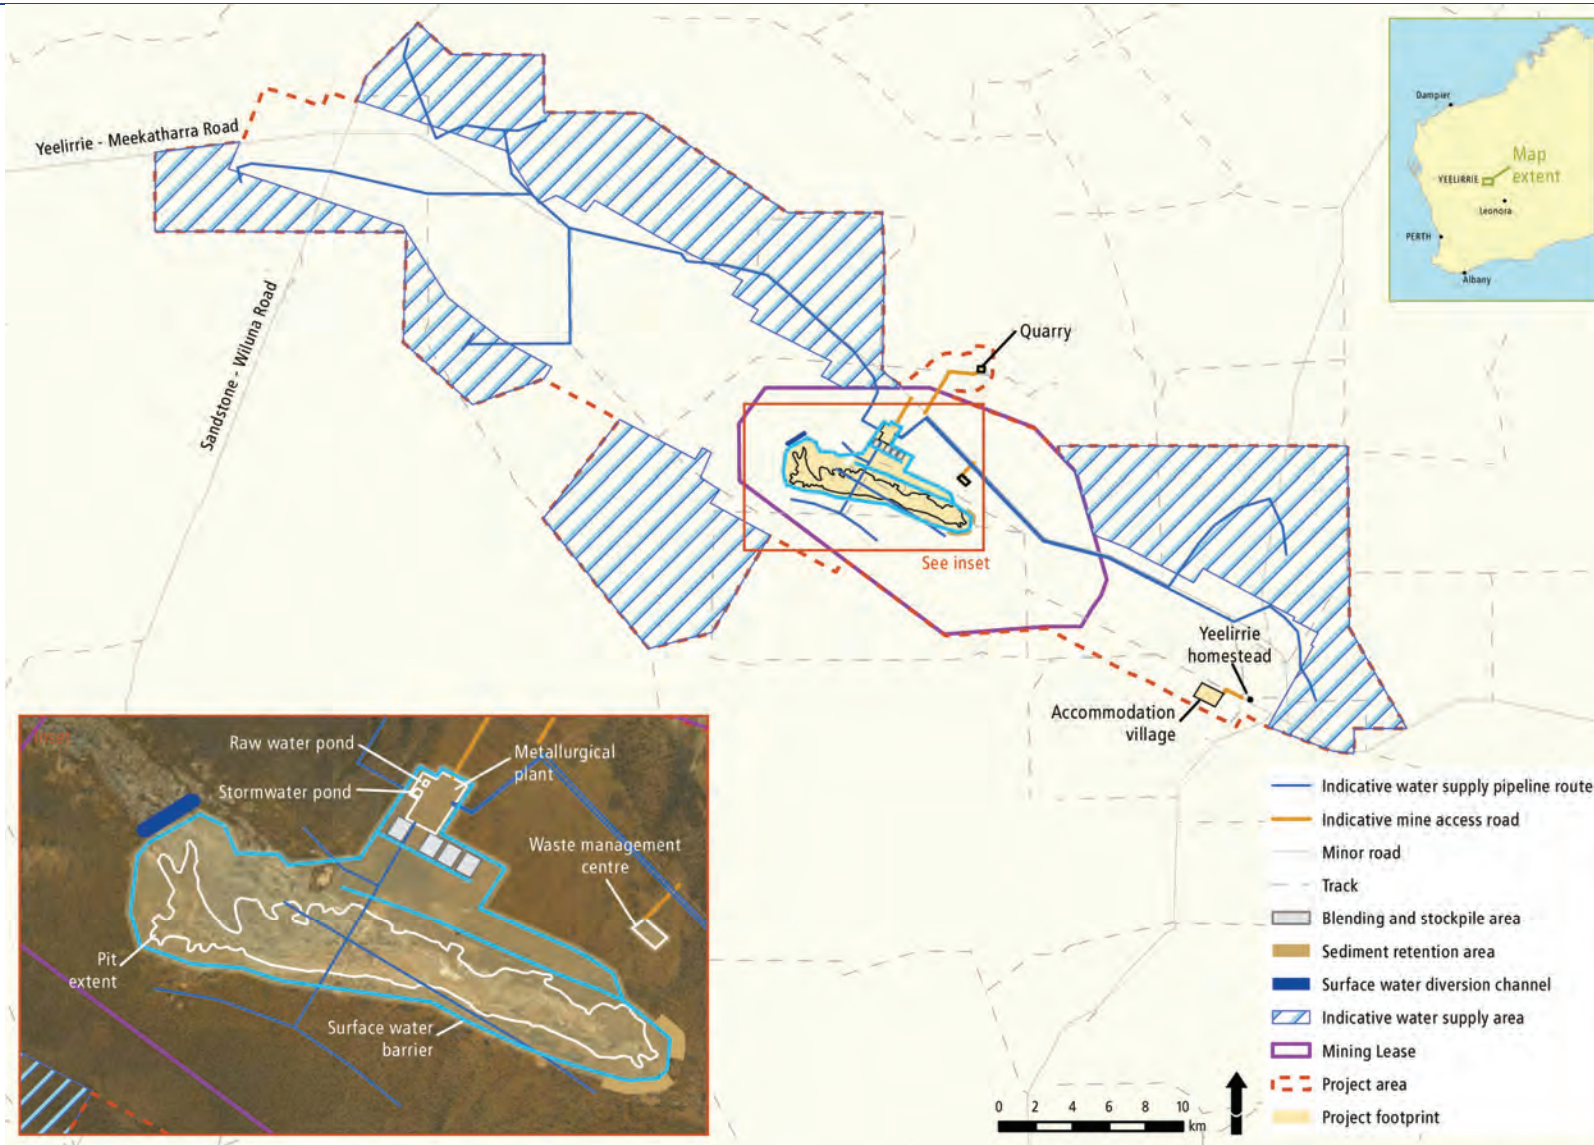 Yeelirrie - Meekatharra Road
Sandstone - Wiluna Road
Quarry
See inset
Yeelirrie
homestead
Accommodation
village
Dampier
Map
extent
YEELIRRIE
Leonora
PERTH
Albany
inset
Raw water pond
Stormwater pond
Metallurgical
plant
Waste management
centre
Pit
extent
Surface water
barrier
Indicative water supply pipeline route
Indicative mine access road
Minor road
Track
Blending and stockpile area
Sediment retention area
Surface water diversion channel
Indicative water supply area
Mining Lease
Project area
Project footprint
0 2 4 6 8 10
km